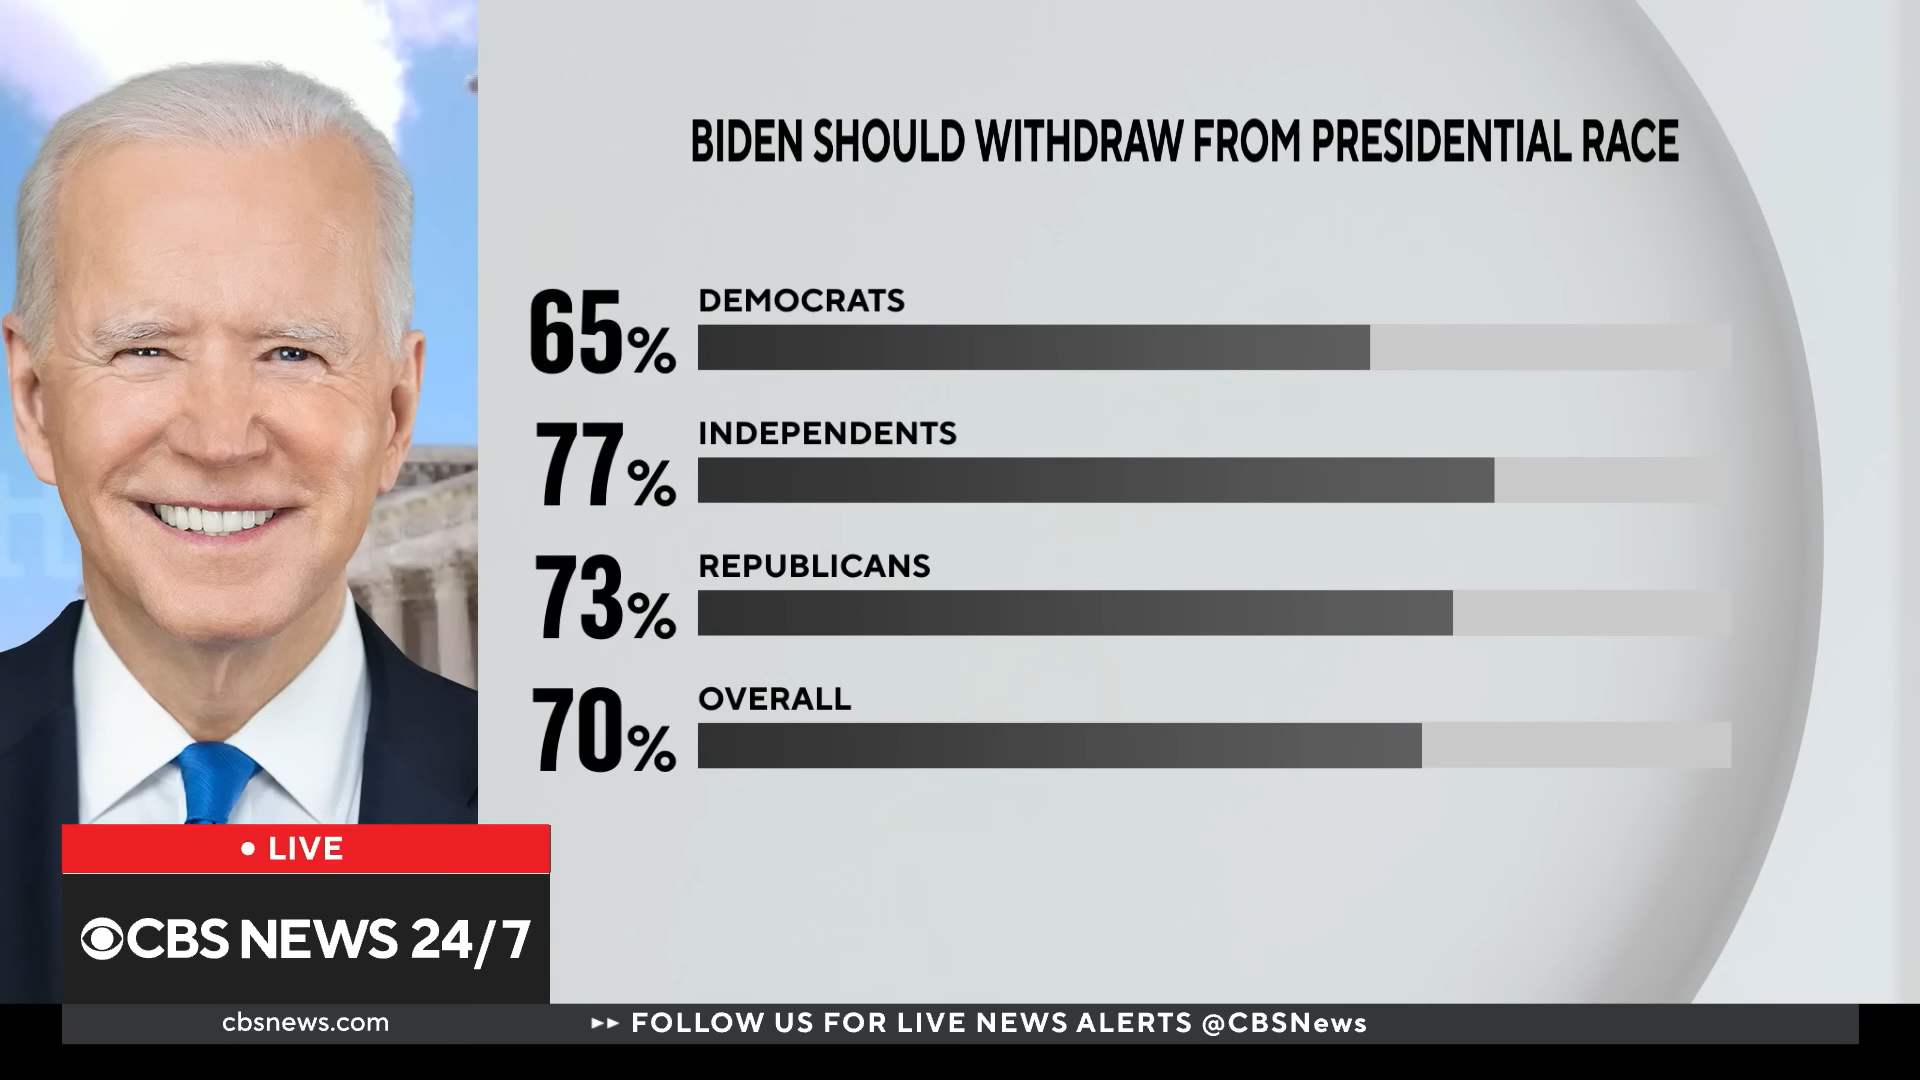 BIDEN SHOULD WITHDRAW FROM PRESIDENTIAL RACE
65% DEMOCRATS
77% INDEPENDENTS
73% REPUBLICANS
70% OVERALL
• LIVE
CBS NEWS 24/7
cbsnews.com
FOLLOW US FOR LIVE NEWS ALERTS @CBSNews